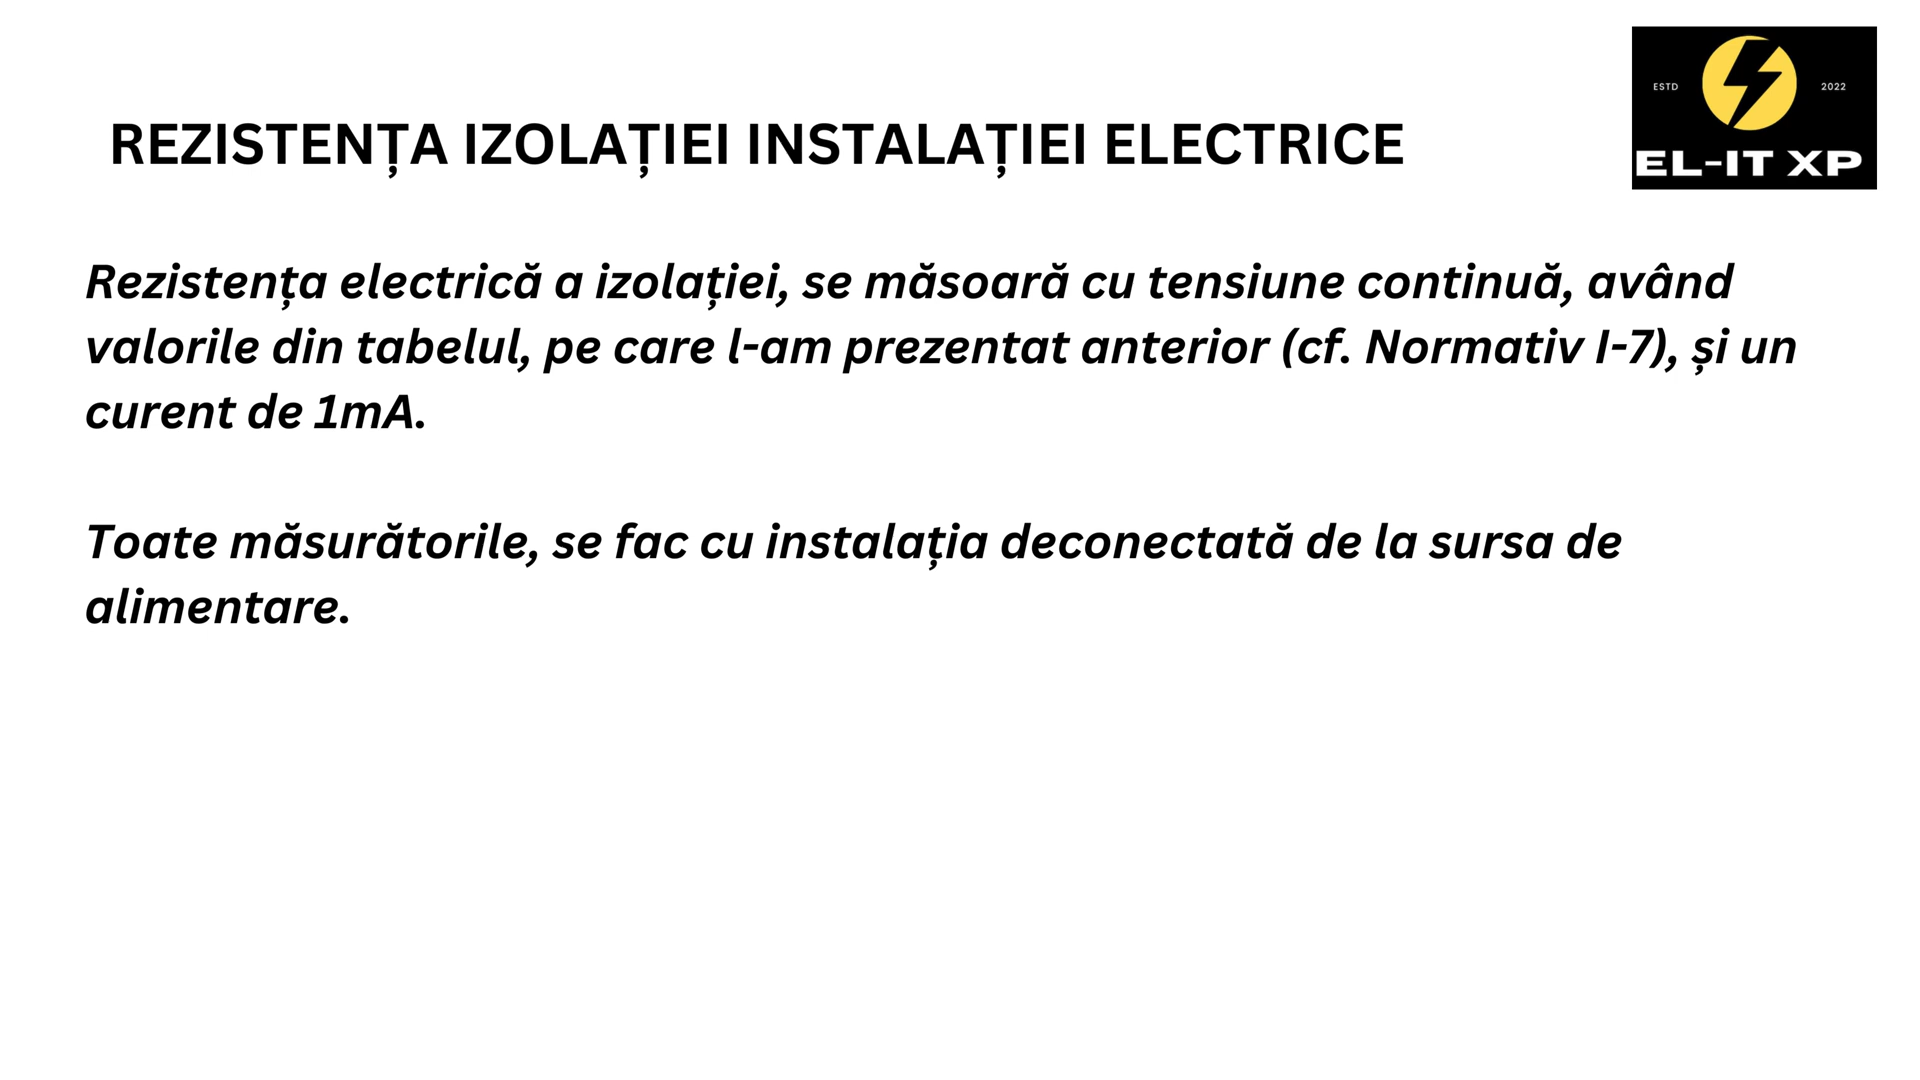 ESTD
2022
EL-IT XP
REZISTENȚA IZOLAȚIEI INSTALAȚIEI ELECTRICE
Rezistența electrică a izolației, se măsoară cu tensiune continuă, având
valorile din tabelul, pe care l-am prezentat anterior (cf. Normativ I-7), și un
curent de 1mA.
Toate măsurătorile, se fac cu instalația deconectată de la sursa de
alimentare.